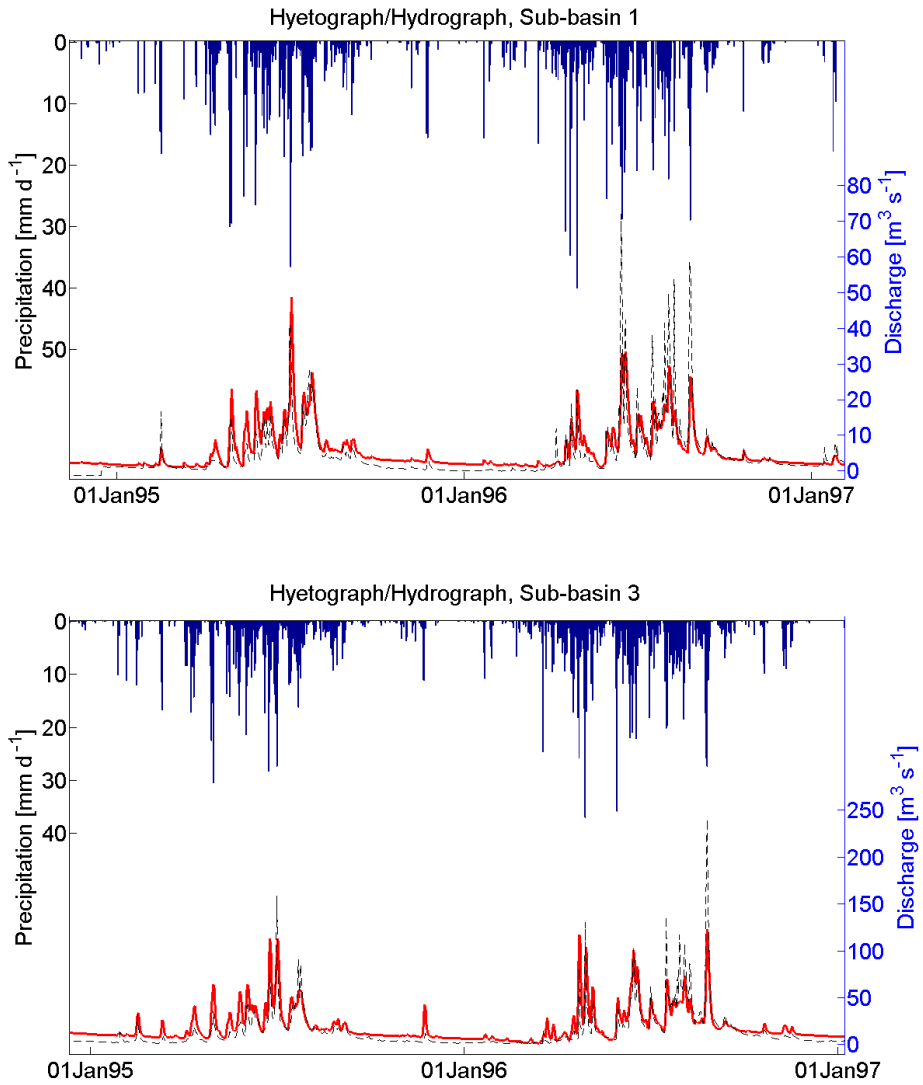 Hyetograph/Hydrograph, Sub-basin 1
0
10
20
30
40
50
Precipitation [mm d⁻¹]
80
70
60
50
40
30
20
10
0
Discharge [m³ s⁻¹]
01Jan95
01Jan96
01Jan97
Hyetograph/Hydrograph, Sub-basin 3
0
10
20
30
40
Precipitation [mm d⁻¹]
250
200
150
100
50
0
Discharge [m³ s⁻¹]
01Jan95
01Jan96
01Jan97